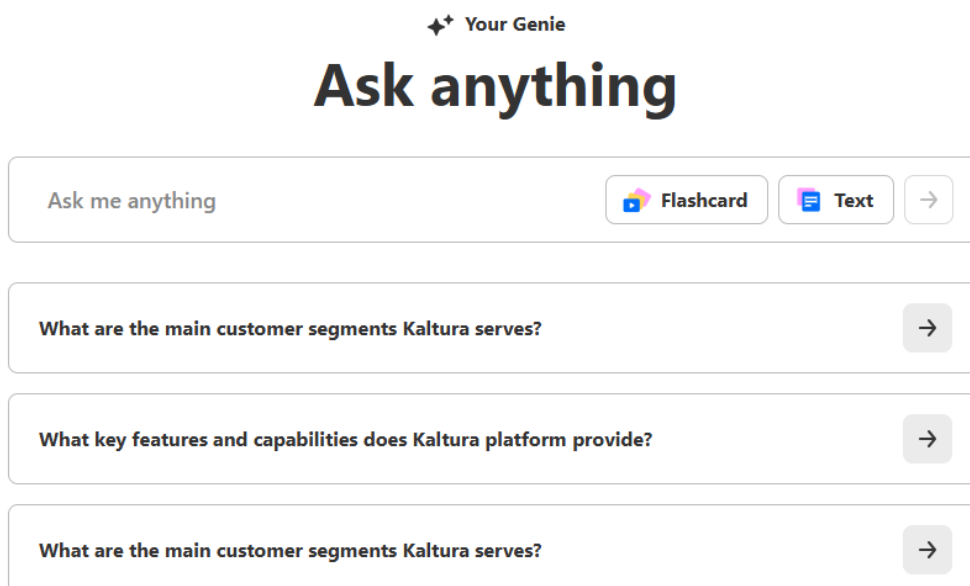 Your Genie
Ask anything
Ask me anything
Flashcard
Text
What are the main customer segments Kaltura serves?
What key features and capabilities does Kaltura platform provide?
What are the main customer segments Kaltura serves?